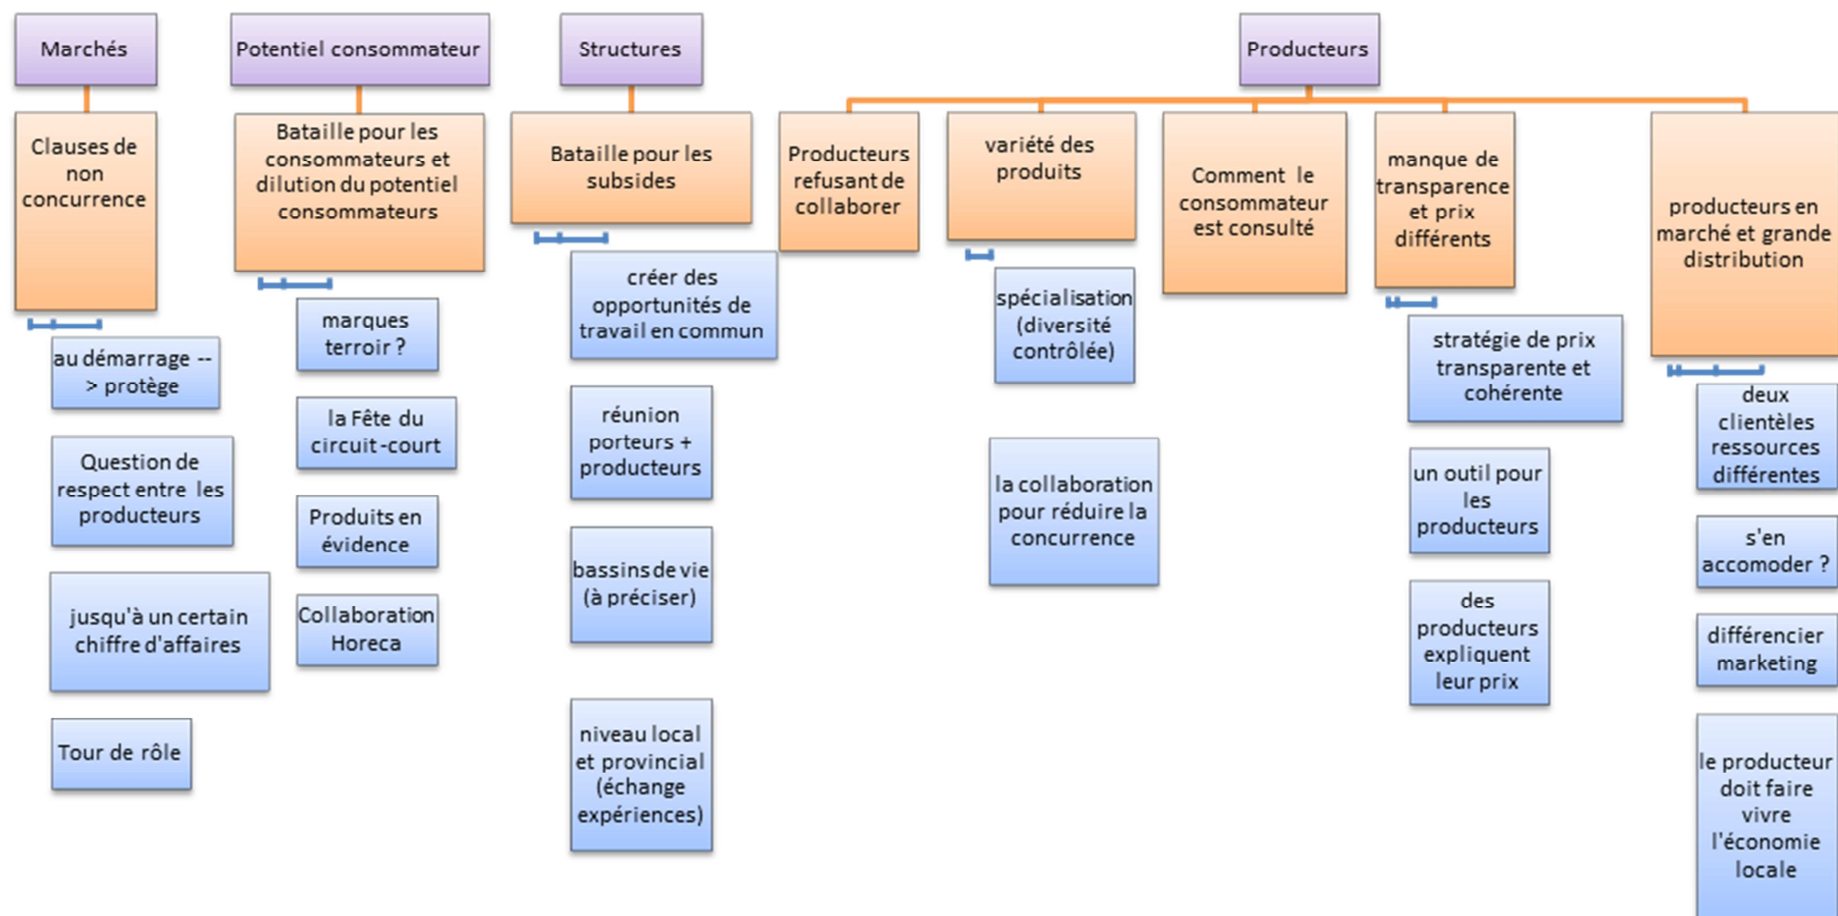 Marchés
Clauses de
non
concurrence
au démarrage --
> protège
Question de
respect entre les
producteurs
jusqu'à un certain
chiffre d'affaires
Tour de rôle
Potentiel consommateur
Bataille pour les
consommateurs et
dilution du potentiel
consommateurs
marques
terroir ?
la Fête du
circuit-court
Produits en
évidence
Collaboration
Horeca
Structures
Bataille pour les
subsides
créer des
opportunités de
travail en commun
réunion
porteurs +
producteurs
bassins de vie
(à préciser)
niveau local
et provincial
(échange
expériences)
Producteurs
Producteurs
refusant de
collaborer
variété des
produits
spécialisation
(diversité
contrôlée)
la collaboration
pour réduire la
concurrence
Comment le
consommateur
est consulté
manque de
transparence
et prix
différents
stratégie de prix
transparente et
cohérente
un outil pour
les
producteurs
des
producteurs
expliquent
leur prix
producteurs en
marché et grande
distribution
deux
clientèles
ressources
différentes
s'en
accomoder ?
différencier
marketing
le producteur
doit faire
vivre
l'économie
locale